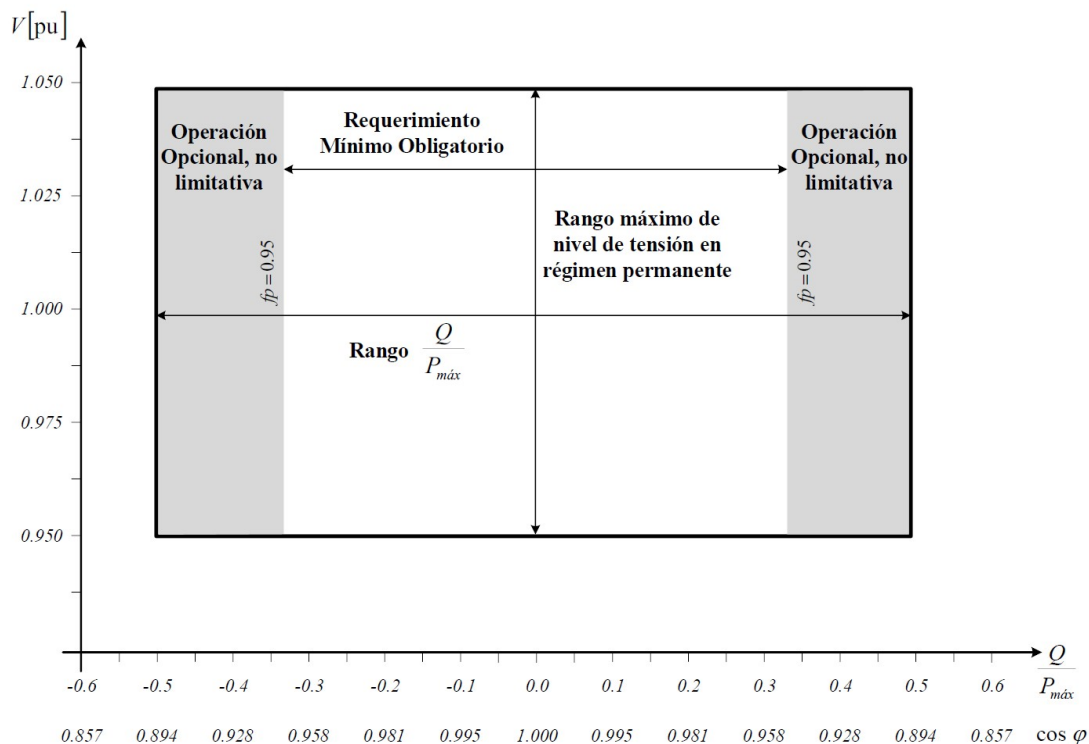 V[pu]
1.050
Operación
Opcional, no
limitativa
Requerimiento
Mínimo Obligatorio
Operación
Opcional, no
limitativa
1.025
Rango máximo de
nivel de tensión en
régimen permanente
fp = 0.95
fp = 0.95
1.000
Rango Q
Pmáx
0.975
0.950
-0.6 -0.5 -0.4 -0.3 -0.2 -0.1 0.0 0.1 0.2 0.3 0.4 0.5 0.6
Q
Pmáx
0.857 0.894 0.928 0.958 0.981 0.995 1.000 0.995 0.981 0.958 0.928 0.894 0.857 cos φ